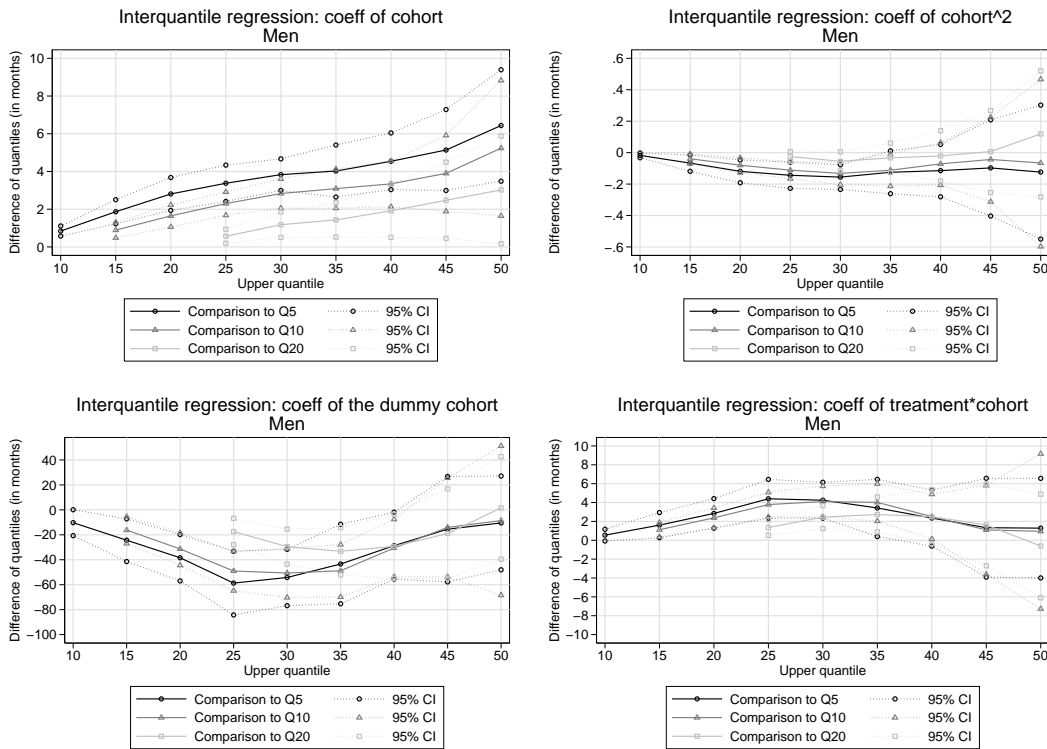 Interquantile regression: coeff of cohort
Men
Difference of quantiles (in months)
10
8
6
4
2
0
10 15 20 25 30 35 40 45 50
Upper quantile
Comparison to Q5 95% CI
Comparison to Q10 95% CI
Comparison to Q20 95% CI
Interquantile regression: coeff of cohort^2
Men
Difference of quantiles (in months)
.6
.4
.2
0
−.2
−.4
−.6
10 15 20 25 30 35 40 45 50
Upper quantile
Comparison to Q5 95% CI
Comparison to Q10 95% CI
Comparison to Q20 95% CI
Interquantile regression: coeff of the dummy cohort
Men
Difference of quantiles (in months)
40
20
0
−20
−40
−60
−80
−100
10 15 20 25 30 35 40 45 50
Upper quantile
Comparison to Q5 95% CI
Comparison to Q10 95% CI
Comparison to Q20 95% CI
Interquantile regression: coeff of treatment*cohort
Men
Difference of quantiles (in months)
10
8
6
4
2
0
−2
−4
−6
−8
−10
10 15 20 25 30 35 40 45 50
Upper quantile
Comparison to Q5 95% CI
Comparison to Q10 95% CI
Comparison to Q20 95% CI